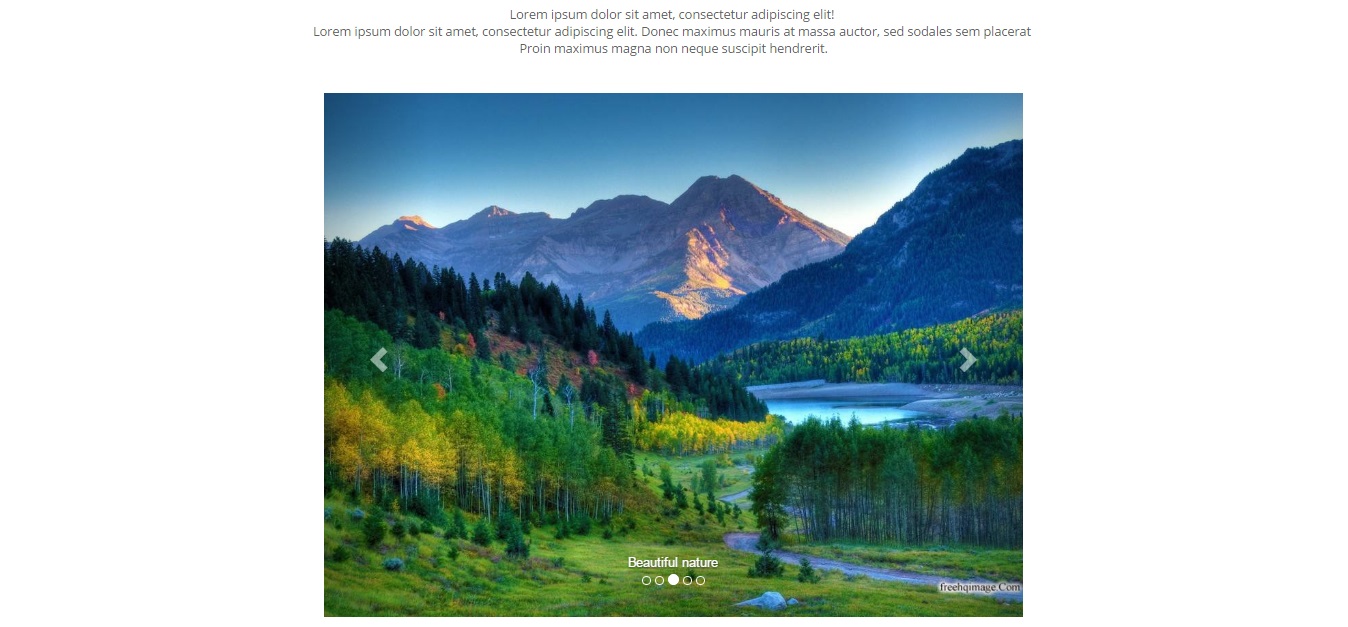 Lorem ipsum dolor sit amet, consectetur adipiscing elit!
Lorem ipsum dolor sit amet, consectetur adipiscing elit. Donec maximus mauris at massa auctor, sed sodales sem placerat
Proin maximus magna non neque suscipit hendrerit.
Beautiful nature
freehqimage.Com